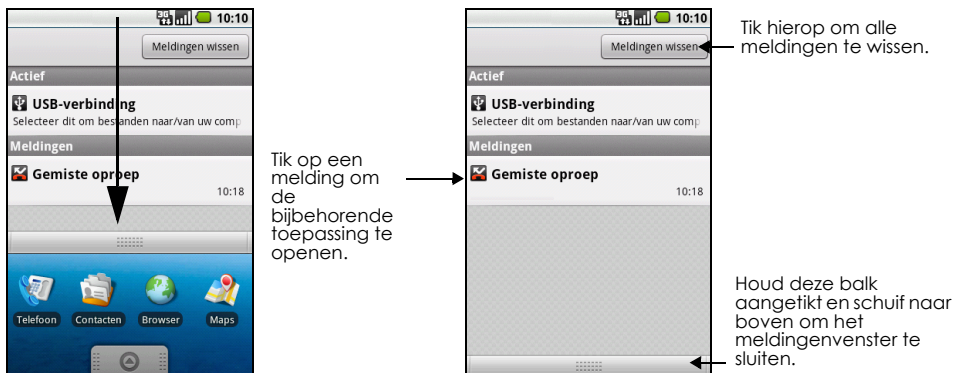 10:10
Meldingen wissen
Actief
USB-verbinding
Selecteer dit om bestanden naar/van uw comp
Meldingen
Gemiste oproep
10:18
Telefoon
Contacten
Browser
Maps
Tik op een
melding om
de
bijbehorende
toepassing te
openen.
3G
10:10
Meldingen wissen
Actief
USB-verbinding
Selecteer dit om bestanden naar/van uw comp
Meldingen
Gemiste oproep
10:18
Tik hierop om alle
meldingen te wissen.
Houd deze balk
aangetikt en schuif naar
boven om het
meldingenvenster te
sluiten.